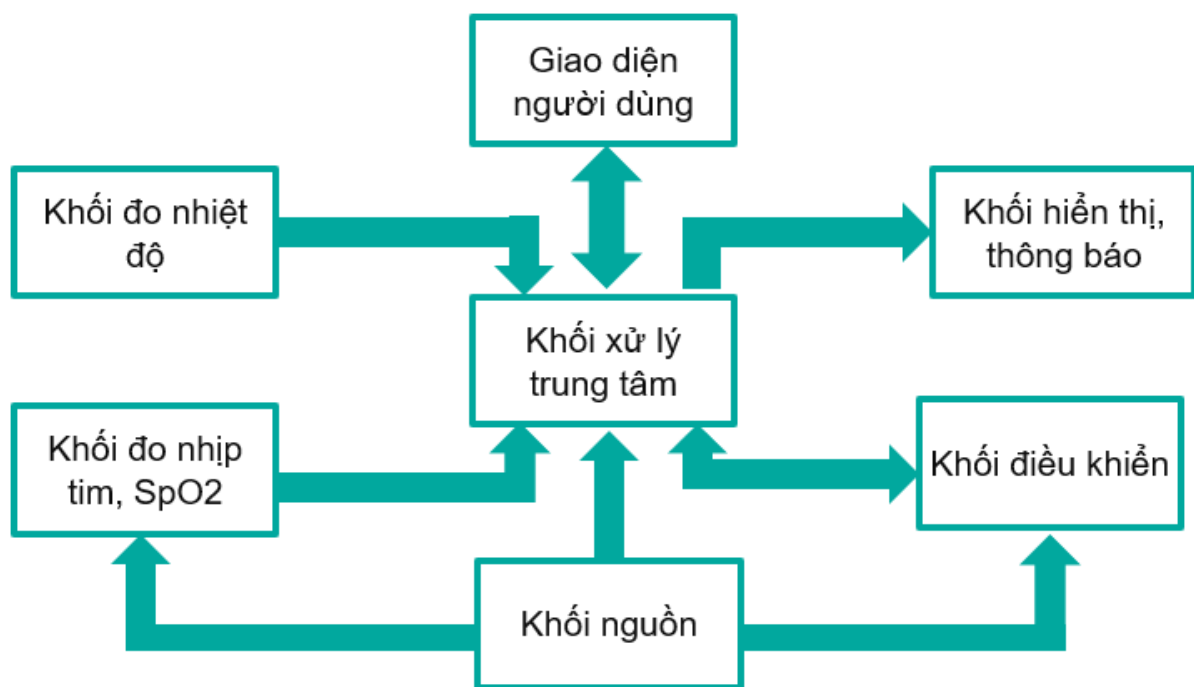 Giao diện
người dùng
Khối đo nhiệt
độ
Khối hiển thị,
thông báo
Khối xử lý
trung tâm
Khối đo nhịp
tim, SpO2
Khối điều khiển
Khối nguồn